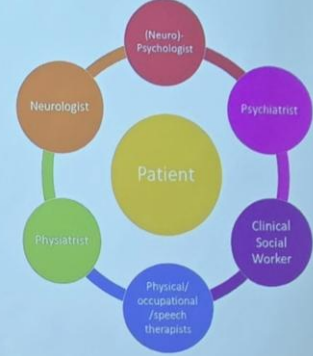 (Neuro)-
Psychologist
Neurologist
Psychiatrist
Patient
Physiatrist
Clinical
Social
Worker
Physical/
occupational
/speech
therapists